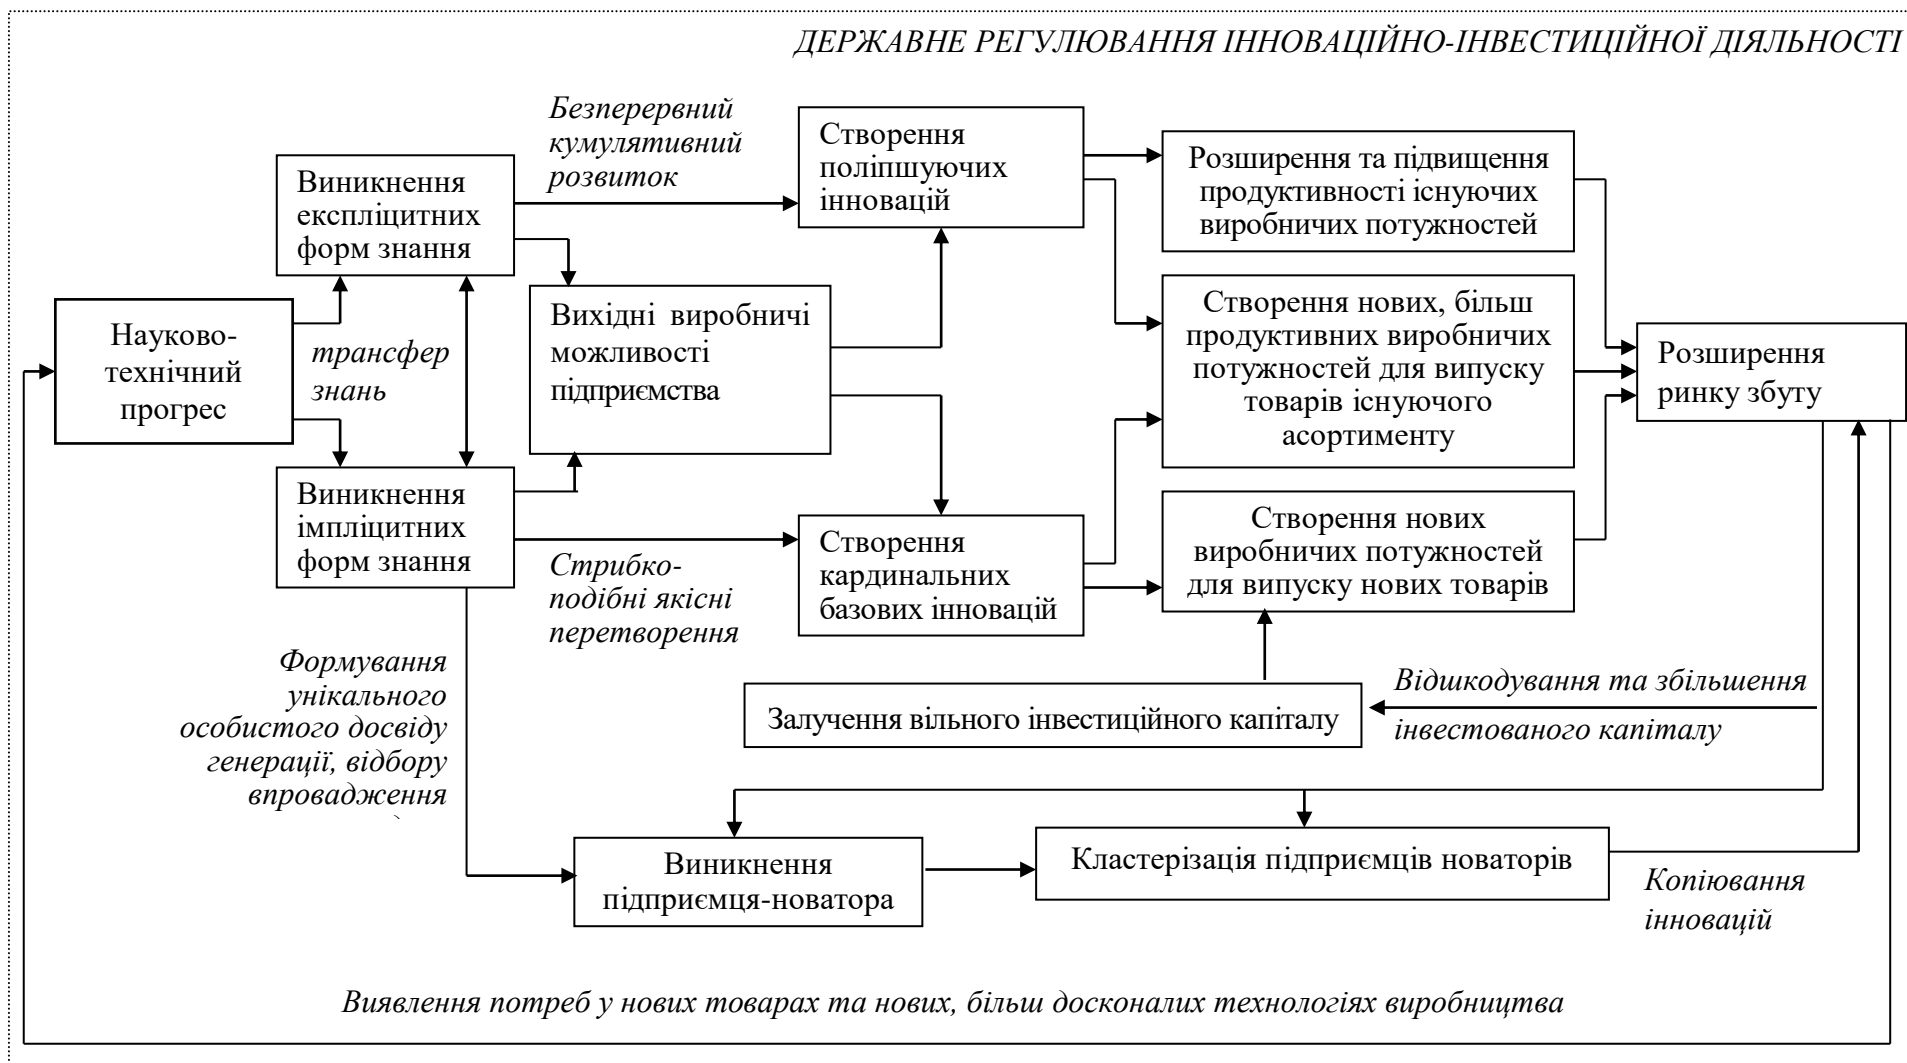 ДЕРЖАВНЕ РЕГУЛЮВАННЯ ІННОВАЦІЙНО-ІНВЕСТИЦІЙНОЇ ДІЯЛЬНОСТІ
Науково-
технічний
прогрес
Виникнення
експліцитних
форм знання
трансфер
знань
Виникнення
імпліцитних
форм знання
Безперервний
кумулятивний
розвиток
Вихідні виробничі
можливості
підприємства
Стрибко-
подібні якісні
перетворення
Створення
поліпшуючих
інновацій
Створення
кардинальних
базових інновацій
Розширення та підвищення
продуктивності існуючих
виробничих потужностей
Створення нових, більш
продуктивних виробничих
потужностей для випуску
товарів існуючого
асортименту
Створення нових
виробничих потужностей
для випуску нових товарів
Розширення
ринку збуту
Формування
унікального
особистого досвіду
генерації, відбору
впровадження
Залучення вільного інвестиційного капіталу
Відшкодування та збільшення
інвестованого капіталу
Виникнення
підприємця-новатора
Кластерізація підприємців новаторів
Копіювання
інновацій
Виявлення потреб у нових товарах та нових, більш досконалих технологіях виробництва